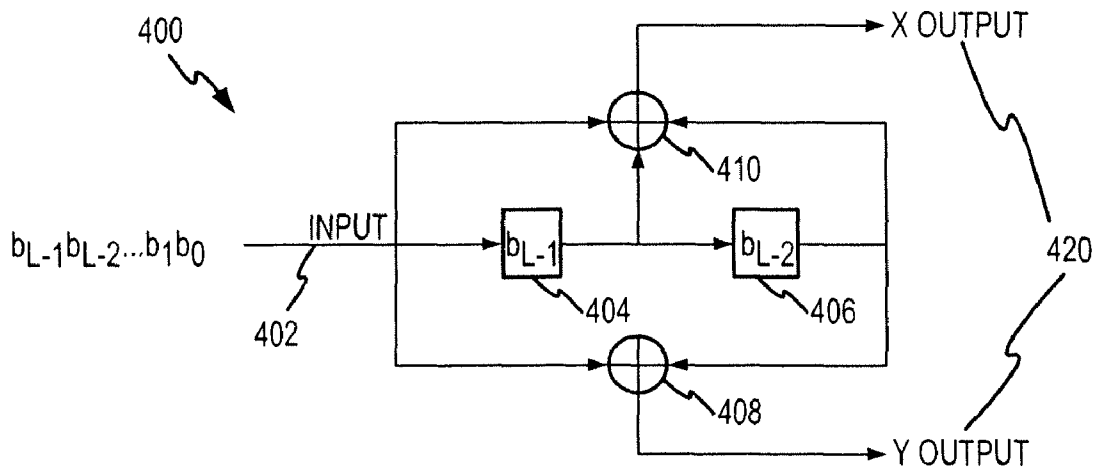 400
X OUTPUT
410
INPUT
b_{L-1}b_{L-2}...b_1b_0
b_{L-1}
b_{L-2}
420
402
404
406
408
Y OUTPUT